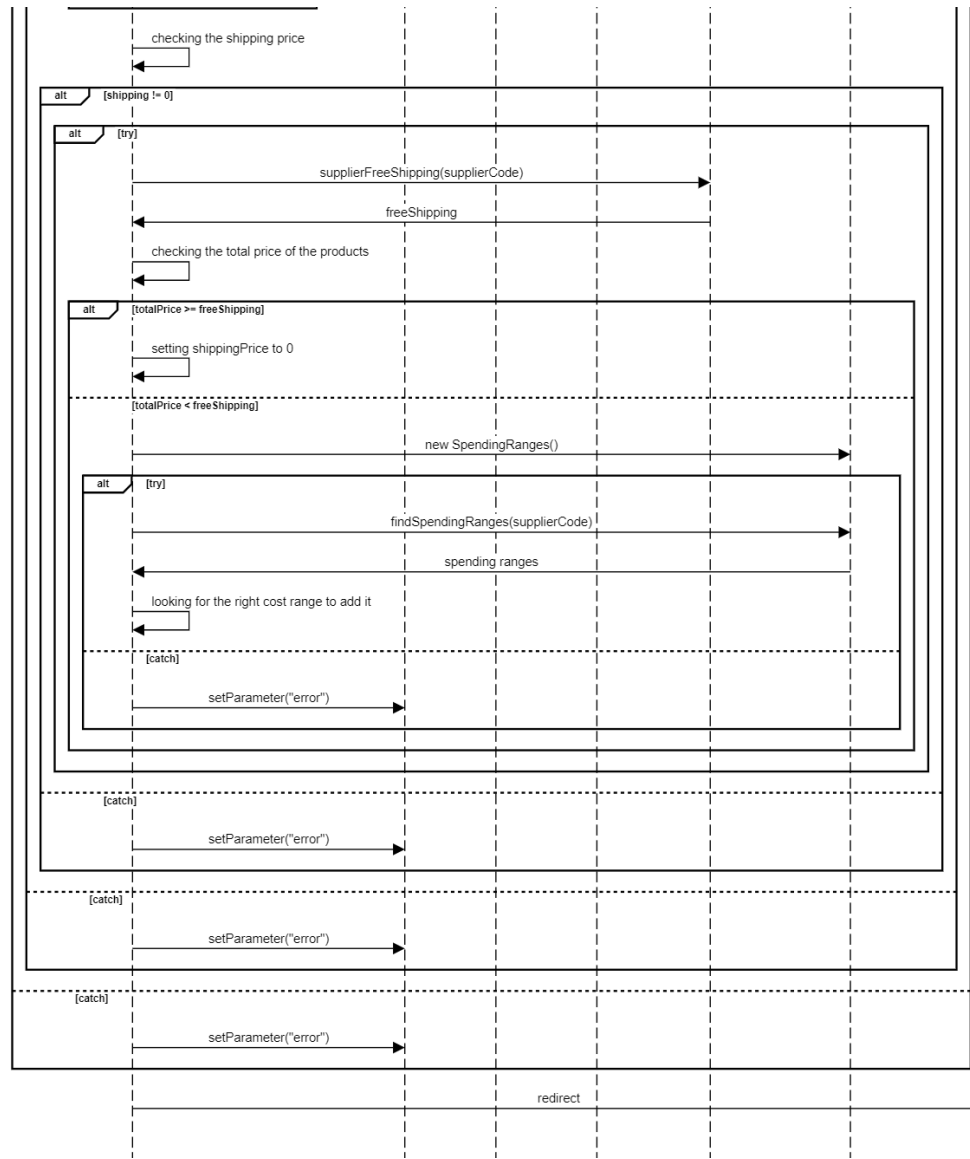 checking the shipping price
alt [shipping != 0]
alt [try]
supplierFreeShipping(supplierCode)
freeShipping
checking the total price of the products
alt [totalPrice >= freeShipping]
setting shippingPrice to 0
[totalPrice < freeShipping]
new SpendingRanges()
alt [try]
findSpendingRanges(supplierCode)
spending ranges
looking for the right cost range to add it
[catch]
setParameter("error")
[catch]
setParameter("error")
[catch]
setParameter("error")
[catch]
setParameter("error")
redirect